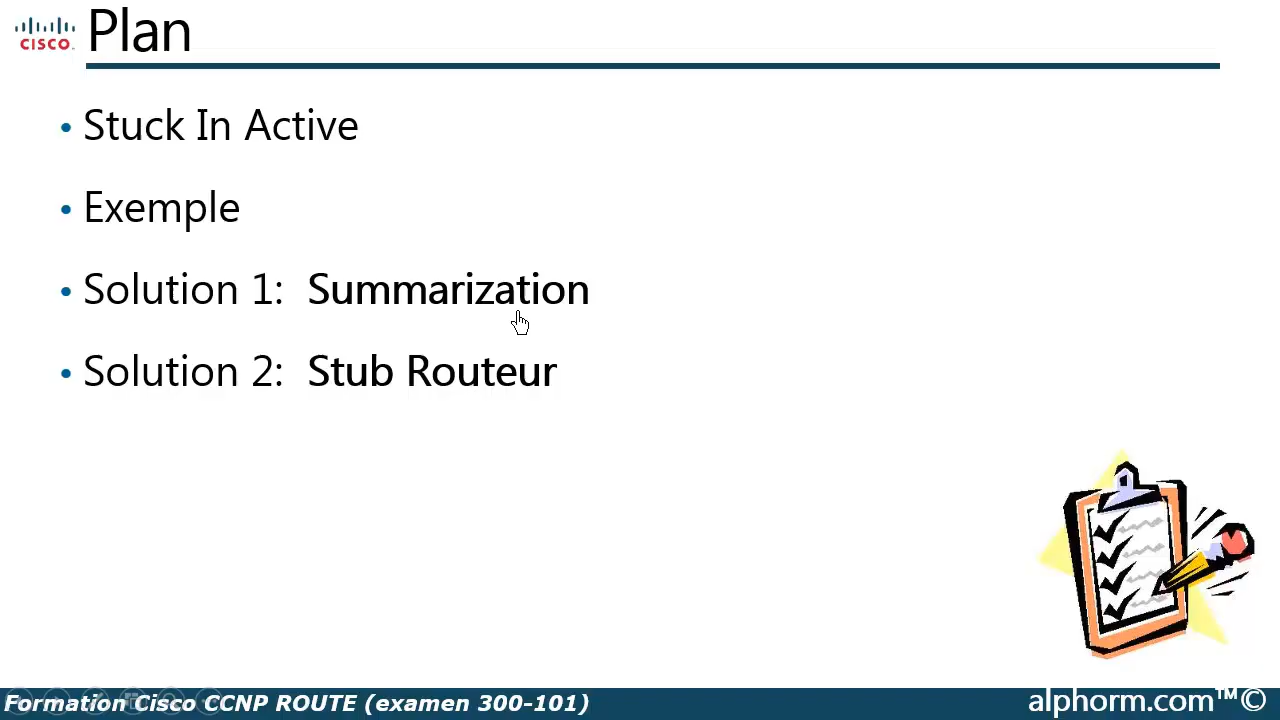 CISCO
Plan
• Stuck In Active
• Exemple
• Solution 1: Summarization
• Solution 2: Stub Routeur
Formation Cisco CCNP ROUTE (examen 300-101)
alphorm.com™©